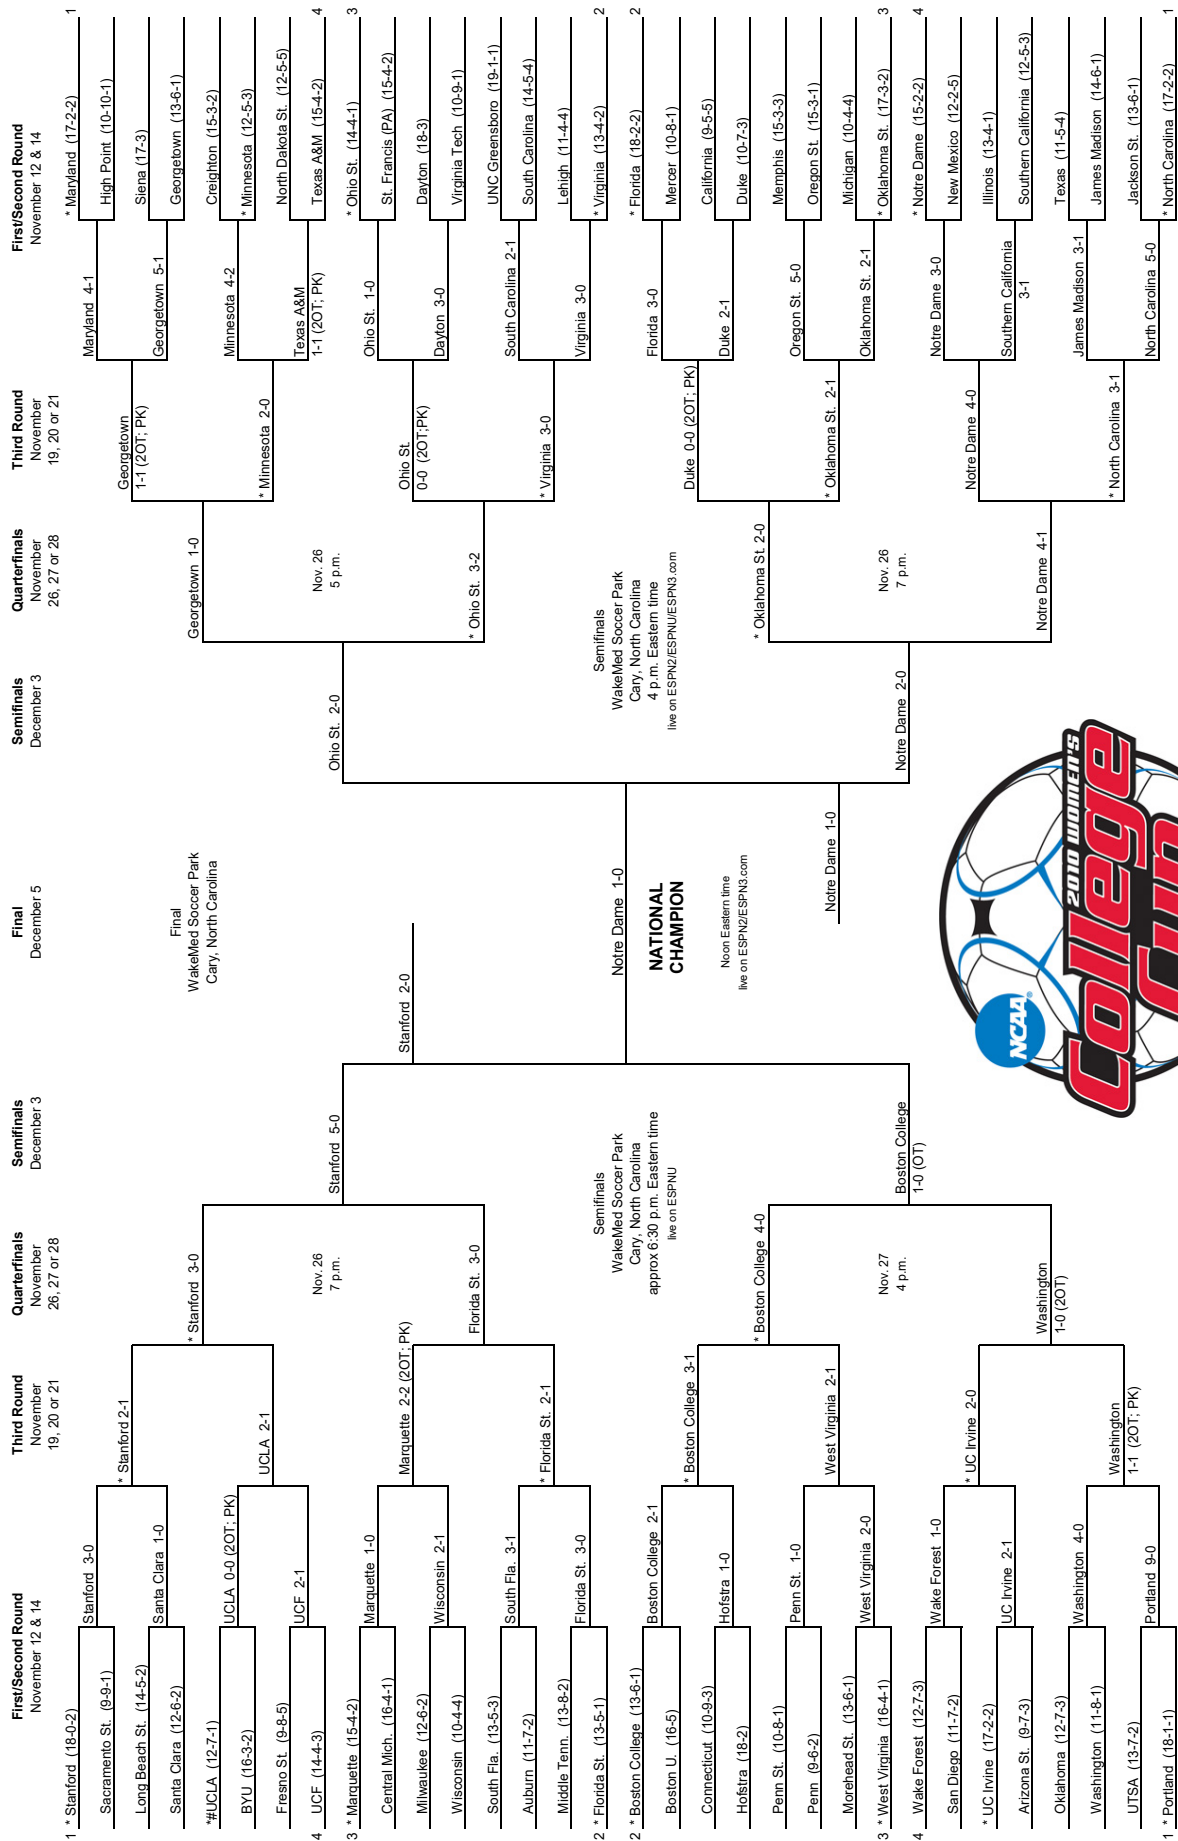 First/Second Round
November 12 & 14
Third Round
November
19, 20 or 21
Quarterfinals
November
26, 27 or 28
Semifinals
December 3
Final
December 5
Semifinals
December 3
Quarterfinals
November
26, 27 or 28
Third Round
November
19, 20 or 21
First/Second Round
November 12 & 14
1 * Stanford (18-0-2)
Sacramento St. (9-9-1)
Long Beach St. (14-5-2)
Santa Clara (12-6-2)
*#UCLA (12-7-1)
BYU (16-3-2)
Fresno St. (9-8-5)
4 UCF (14-4-3)
3 * Marquette (15-4-2)
Central Mich. (16-4-1)
Milwaukee (12-6-2)
Wisconsin (10-4-4)
South Fla. (13-5-3)
Auburn (11-7-2)
Middle Tenn. (13-8-2)
2 * Florida St. (13-5-1)
2 * Boston College (13-6-1)
Boston U. (16-5)
Connecticut (10-9-3)
Hofstra (18-2)
Penn St. (10-8-1)
Penn (9-6-2)
Morehead St. (13-6-1)
3 * West Virginia (16-4-1)
4 Wake Forest (12-7-3)
San Diego (11-7-2)
* UC Irvine (17-2-2)
Arizona St. (9-7-3)
Oklahoma (12-7-3)
Washington (11-8-1)
UTSA (13-7-2)
1 * Portland (18-1-1)
Stanford 3-0
Santa Clara 1-0
UCLA 0-0 (2OT; PK)
UCF 2-1
Marquette 1-0
Wisconsin 2-1
South Fla. 3-1
Florida St. 3-0
Boston College 2-1
Hofstra 1-0
Penn St. 1-0
West Virginia 2-0
Wake Forest 1-0
UC Irvine 2-1
Washington 4-0
Portland 9-0
* Stanford 2-1
UCLA 2-1
Marquette 2-2 (2OT; PK)
* Florida St. 2-1
* Boston College 3-1
West Virginia 2-1
* UC Irvine 2-0
Washington
1-1 (2OT; PK)
* Stanford 3-0
Nov. 26
7 p.m.
Florida St. 3-0
* Boston College 4-0
Nov. 27
4 p.m.
Washington
1-0 (2OT)
Stanford 5-0
Semifinals
WakeMed Soccer Park
Cary, North Carolina
approx 6:30 p.m. Eastern time
live on ESPNU
Boston College
1-0 (OT)
Stanford 2-0
Final
WakeMed Soccer Park
Cary, North Carolina
Notre Dame 1-0
NATIONAL
CHAMPION
Noon Eastern time
live on ESPN2/ESPN3.com
Notre Dame 1-0
Ohio St. 2-0
Semifinals
WakeMed Soccer Park
Cary, North Carolina
4 p.m. Eastern time
live on ESPN2/ESPNU/ESPN3.com
Notre Dame 2-0
Georgetown 1-0
Nov. 26
5 p.m.
* Ohio St. 3-2
* Oklahoma St. 2-0
Nov. 26
7 p.m.
Notre Dame 4-1
Georgetown
1-1 (2OT; PK)
* Minnesota 2-0
Ohio St.
0-0 (2OT;PK)
* Virginia 3-0
Duke 0-0 (2OT; PK)
* Oklahoma St. 2-1
Notre Dame 4-0
* North Carolina 3-1
Maryland 4-1
Georgetown 5-1
Minnesota 4-2
Texas A&M
1-1 (2OT; PK)
Ohio St. 1-0
Dayton 3-0
South Carolina 2-1
Virginia 3-0
Florida 3-0
Duke 2-1
Oregon St. 5-0
Oklahoma St. 2-1
Notre Dame 3-0
Southern California
3-1
James Madison 3-1
North Carolina 5-0
* Maryland (17-2-2) 1
High Point (10-10-1)
Siena (17-3)
Georgetown (13-6-1)
Creighton (15-3-2)
* Minnesota (12-5-3)
North Dakota St. (12-5-5)
Texas A&M (15-4-2) 4
* Ohio St. (14-4-1) 3
St. Francis (PA) (15-4-2)
Dayton (18-3)
Virginia Tech (10-9-1)
UNC Greensboro (19-1-1)
South Carolina (14-5-4)
Lehigh (11-4-4)
* Virginia (13-4-2) 2
* Florida (18-2-2) 2
Mercer (10-8-1)
California (9-5-5)
Duke (10-7-3)
Memphis (15-3-3)
Oregon St. (15-3-1)
Michigan (10-4-4)
* Oklahoma St. (17-3-2) 3
* Notre Dame (15-2-2) 4
New Mexico (12-2-5)
Illinois (13-4-1)
Southern California (12-5-3)
Texas (11-5-4)
James Madison (14-6-1)
Jackson St. (13-6-1)
* North Carolina (17-2-2) 1
NCAA®
2010 WOMEN'S
College
Cup